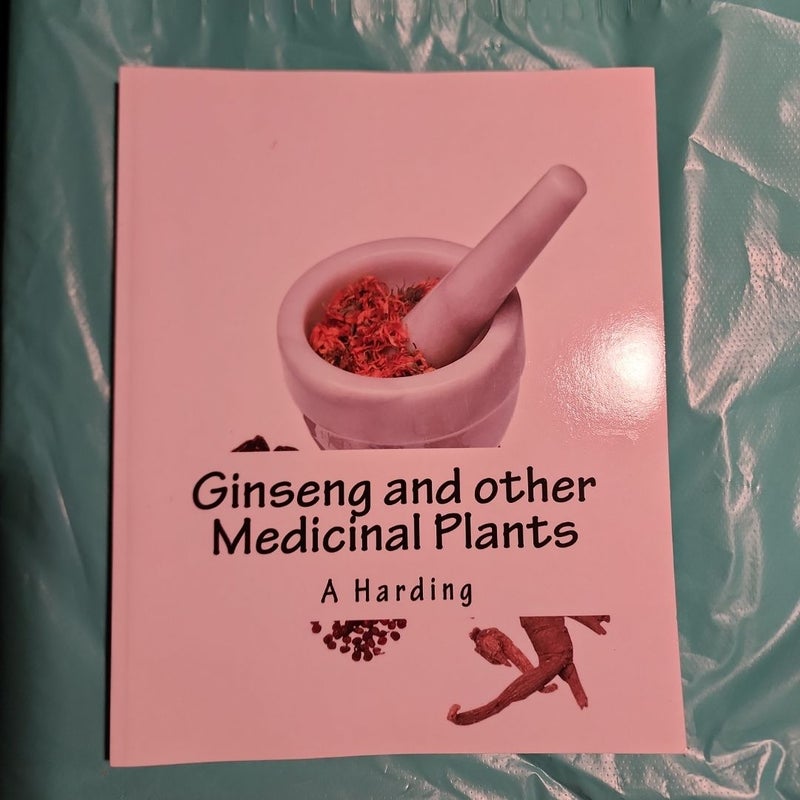 Ginseng and other
Medicinal Plants
A Harding